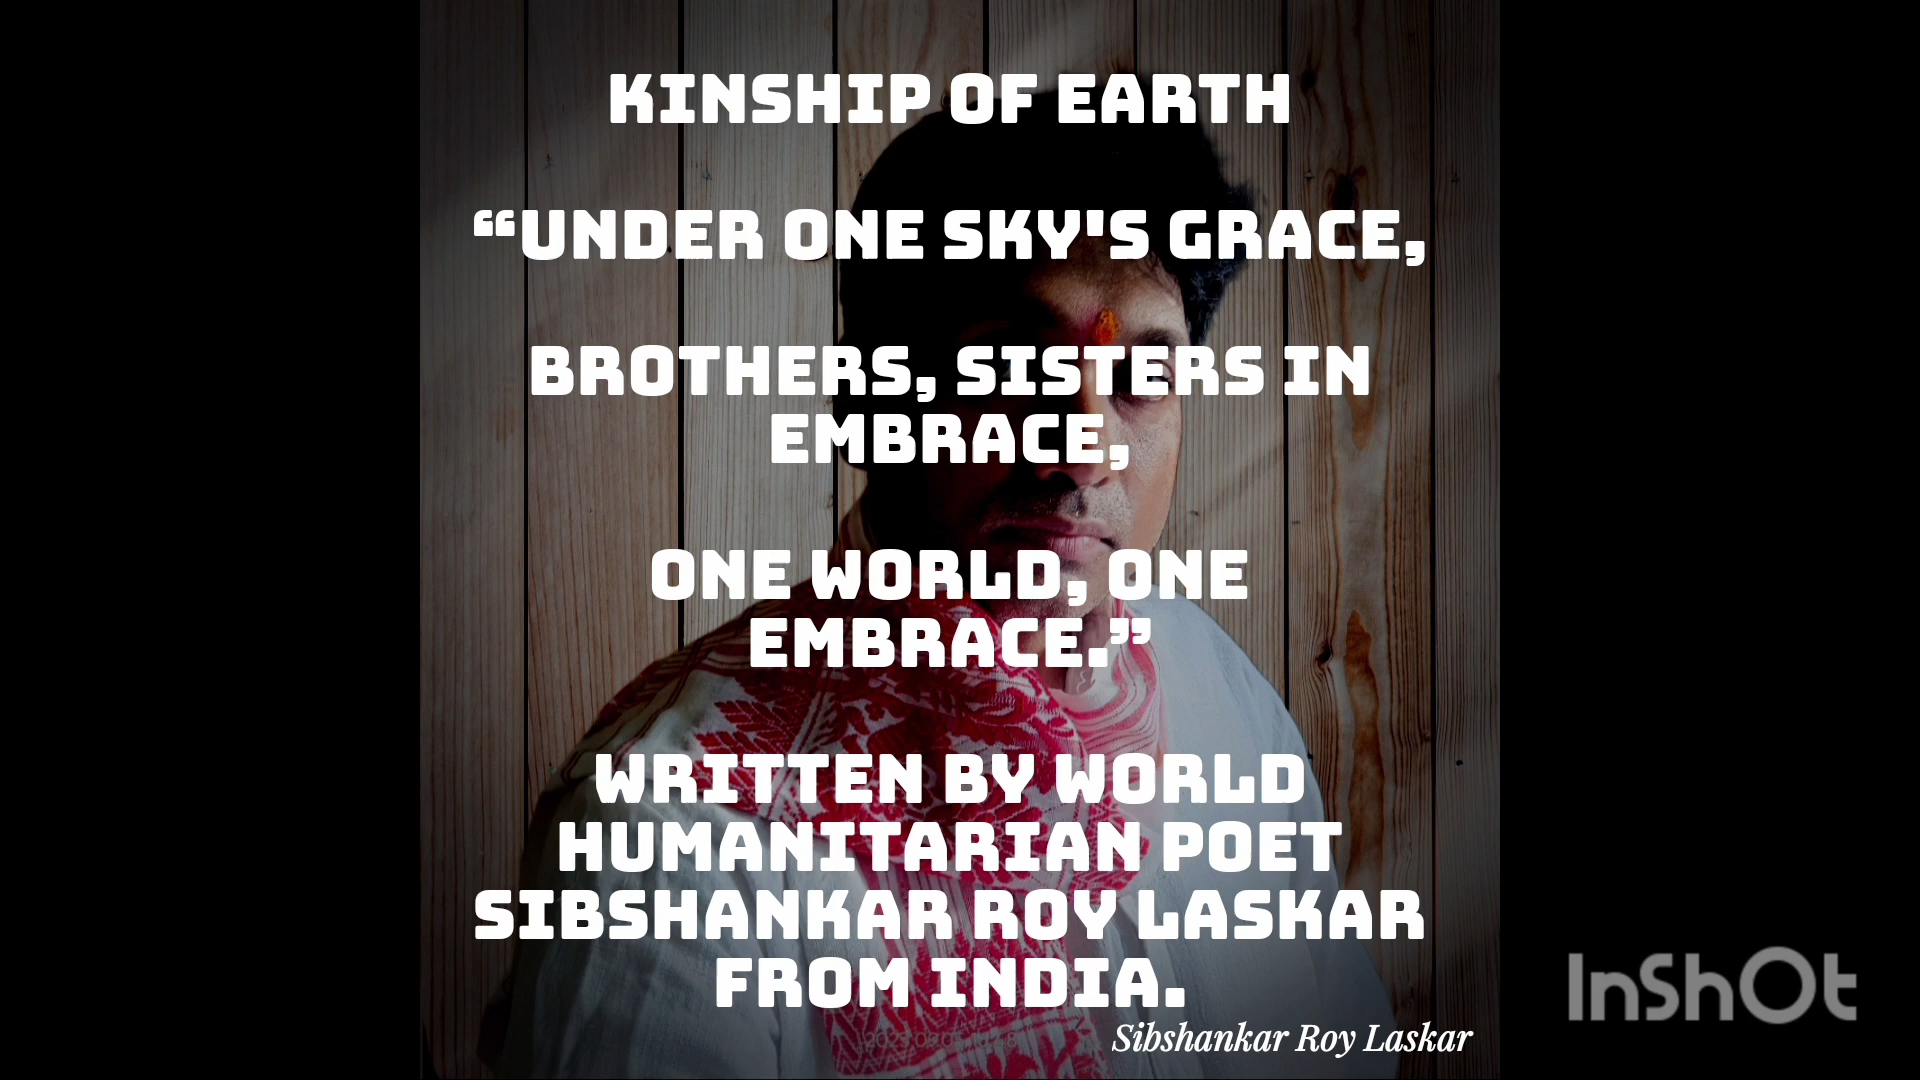 KINSHIP OF EARTH
“UNDER ONE SKY'S GRACE,
BROTHERS, SISTERS IN
EMBRACE,
ONE WORLD, ONE
EMBRACE.”
WRITTEN BY WORLD
HUMANITARIAN POET
SIBSHANKAR ROY LASKAR
FROM INDIA.
Sibshankar Roy Laskar
InShOt